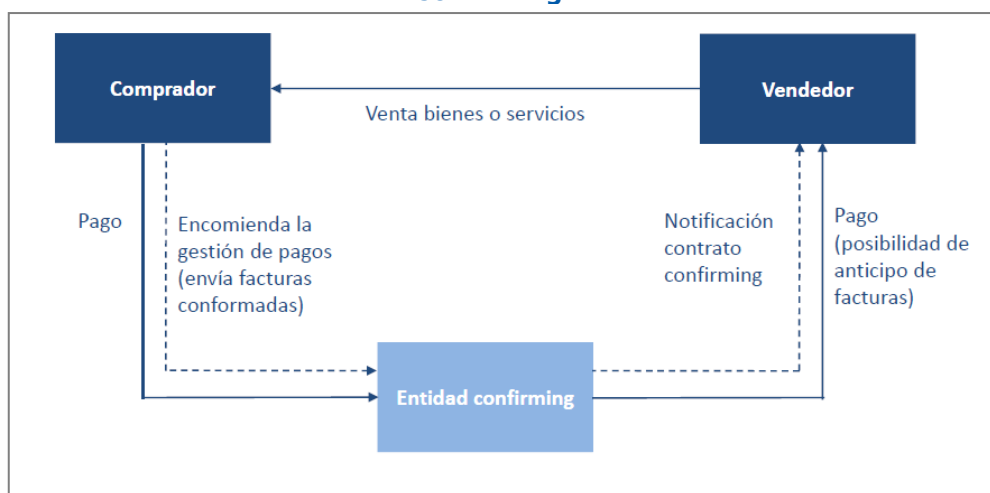 Comprador
Vendedor
Venta bienes o servicios
Pago
Encomienda la
gestión de pagos
(envía facturas
conformadas)
Notificación
contrato
confirming
Pago
(posibilidad de
anticipo de
facturas)
Entidad confirming